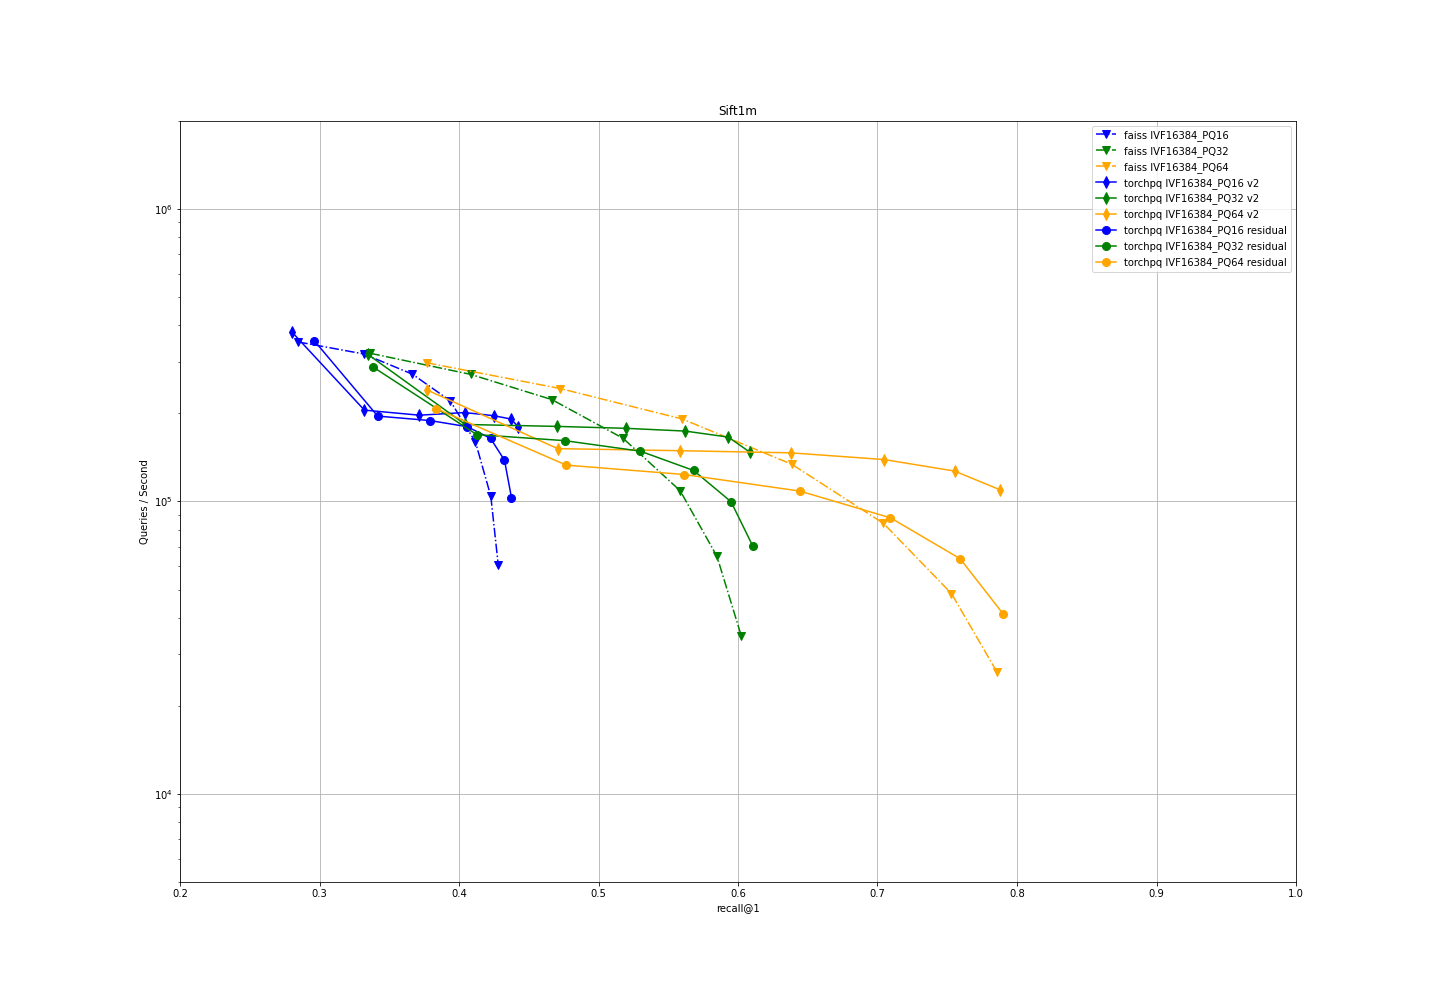 Sift1m
faiss IVF16384_PQ16
faiss IVF16384_PQ32
faiss IVF16384_PQ64
torchpq IVF16384_PQ16 v2
torchpq IVF16384_PQ32 v2
torchpq IVF16384_PQ64 v2
torchpq IVF16384_PQ16 residual
torchpq IVF16384_PQ32 residual
torchpq IVF16384_PQ64 residual
10⁶
10⁵
10⁴
Queries / Second
0.2 0.3 0.4 0.5 0.6 0.7 0.8 0.9 1.0
recall@1